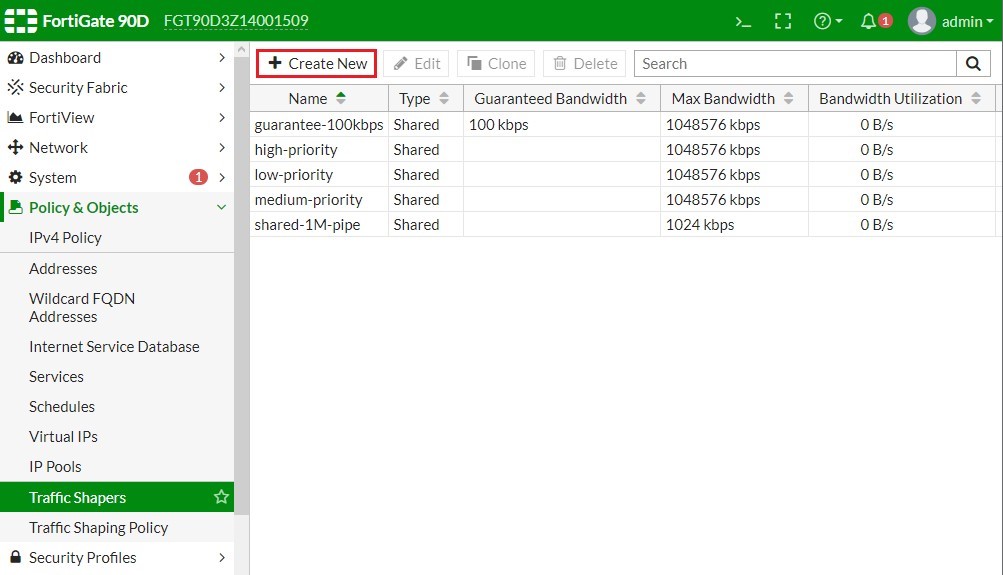 FortiGate 90D FGT90D3Z14001509 >_ ? 1 admin
Dashboard
Security Fabric
FortiView
Network
System 1
Policy & Objects
IPv4 Policy
Addresses
Wildcard FQDN
Addresses
Internet Service Database
Services
Schedules
Virtual IPs
IP Pools
Traffic Shapers
Traffic Shaping Policy
Security Profiles
+ Create New Edit Clone Delete Search
Name Type Guaranteed Bandwidth Max Bandwidth Bandwidth Utilization
guarantee-100kbps Shared 100 kbps 1048576 kbps 0 B/s
high-priority Shared 1048576 kbps 0 B/s
low-priority Shared 1048576 kbps 0 B/s
medium-priority Shared 1048576 kbps 0 B/s
shared-1M-pipe Shared 1024 kbps 0 B/s